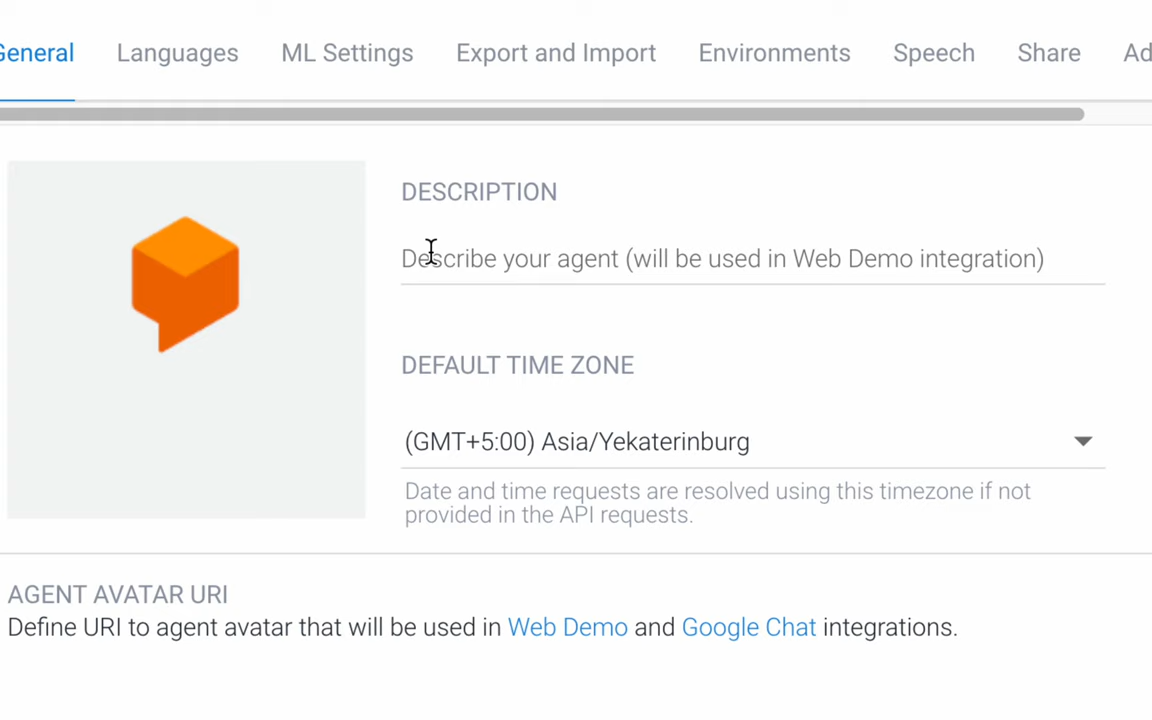 General Languages ML Settings Export and Import Environments Speech Share Ad
DESCRIPTION
Describe your agent (will be used in Web Demo integration)
DEFAULT TIME ZONE
(GMT+5:00) Asia/Yekaterinburg
Date and time requests are resolved using this timezone if not
provided in the API requests.
AGENT AVATAR URI
Define URI to agent avatar that will be used in Web Demo and Google Chat integrations.